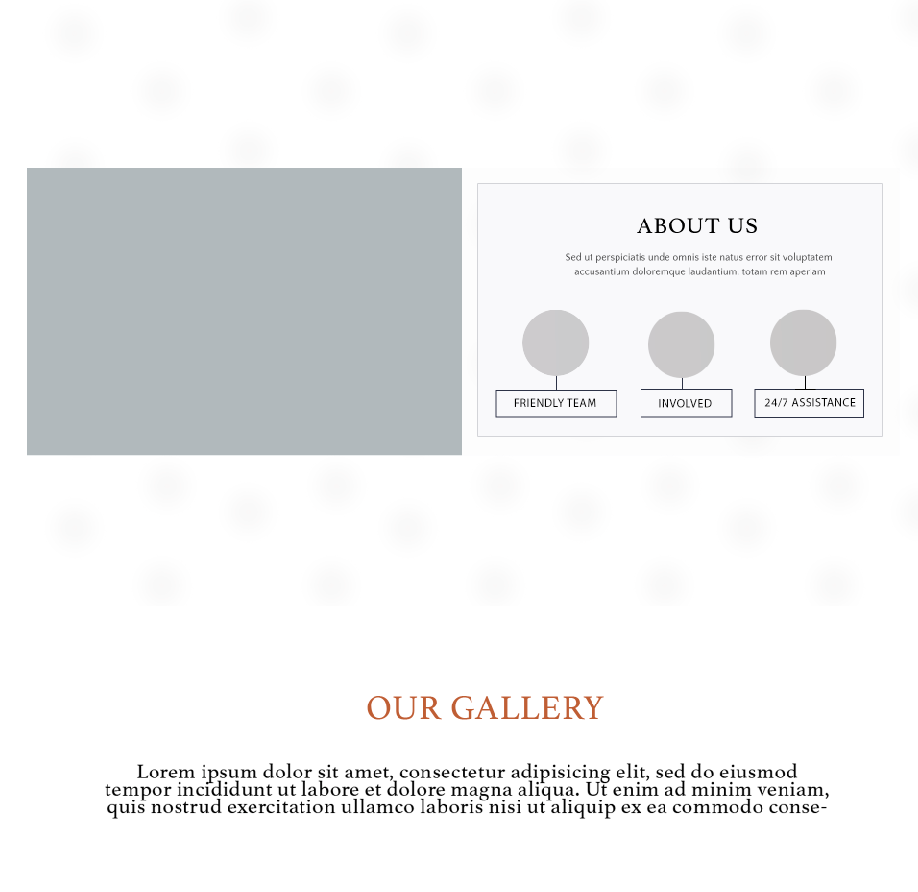 ABOUT US
Sed ut perspiciatis unde omnis iste natus error sit voluptatem
accusantium doloremque laudantium, totam rem aperiam
FRIENDLY TEAM
INVOLVED
24/7 ASSISTANCE
OUR GALLERY
Lorem ipsum dolor sit amet, consectetur adipisicing elit, sed do eiusmod
tempor incididunt ut labore et dolore magna aliqua. Ut enim ad minim veniam,
quis nostrud exercitation ullamco laboris nisi ut aliquip ex ea commodo conse-